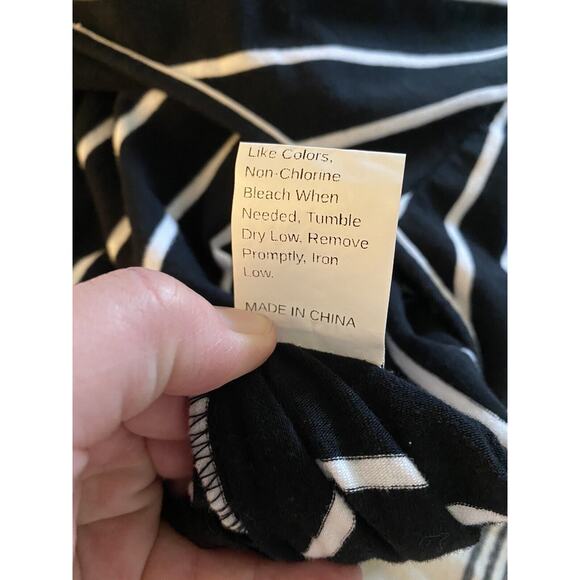 Like Colors,
Non-Chlorine
Bleach When
Needed, Tumble
Dry Low. Remove
Promptly, Iron
Low.
MADE IN CHINA